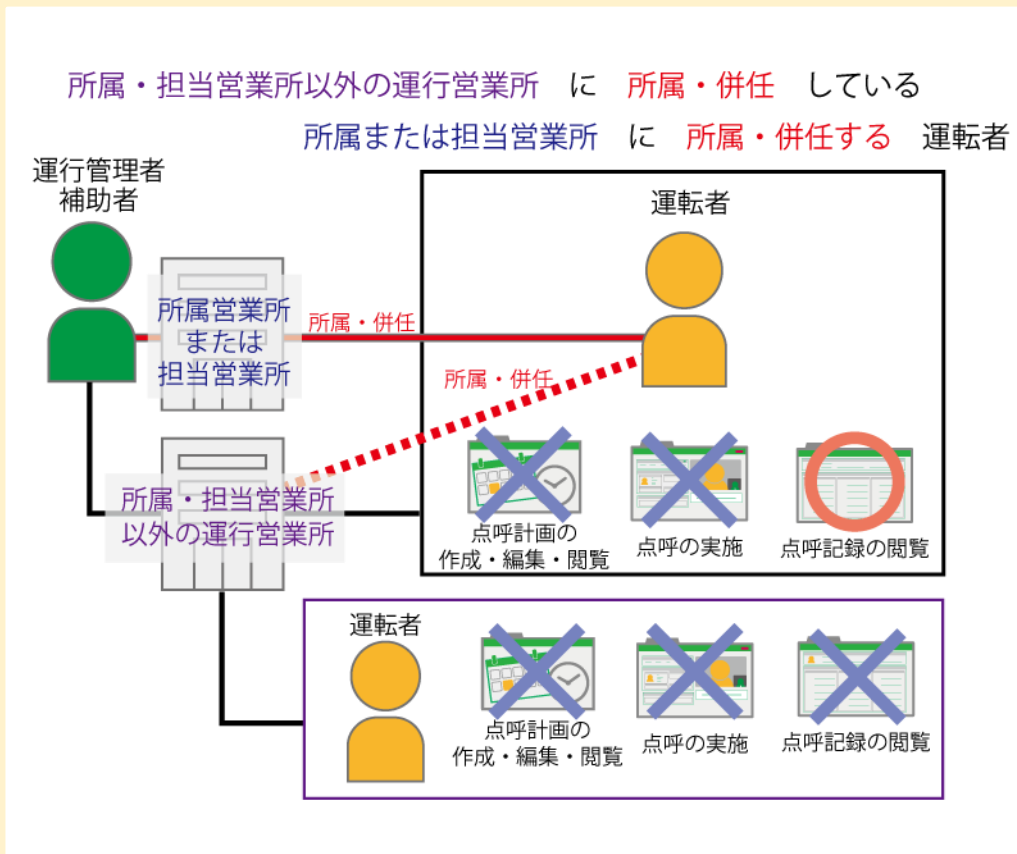 所属・担当営業所以外の運行営業所 に 所属・併任 している
所属または担当営業所 に 所属・併任する 運転者
運行管理者
補助者
運転者
所属営業所
または
担当営業所
所属・併任
所属・併任
所属・担当営業所
以外の運行営業所
点呼計画の
作成・編集・閲覧
点呼の実施
点呼記録の閲覧
運転者
点呼計画の
作成・編集・閲覧
点呼の実施
点呼記録の閲覧